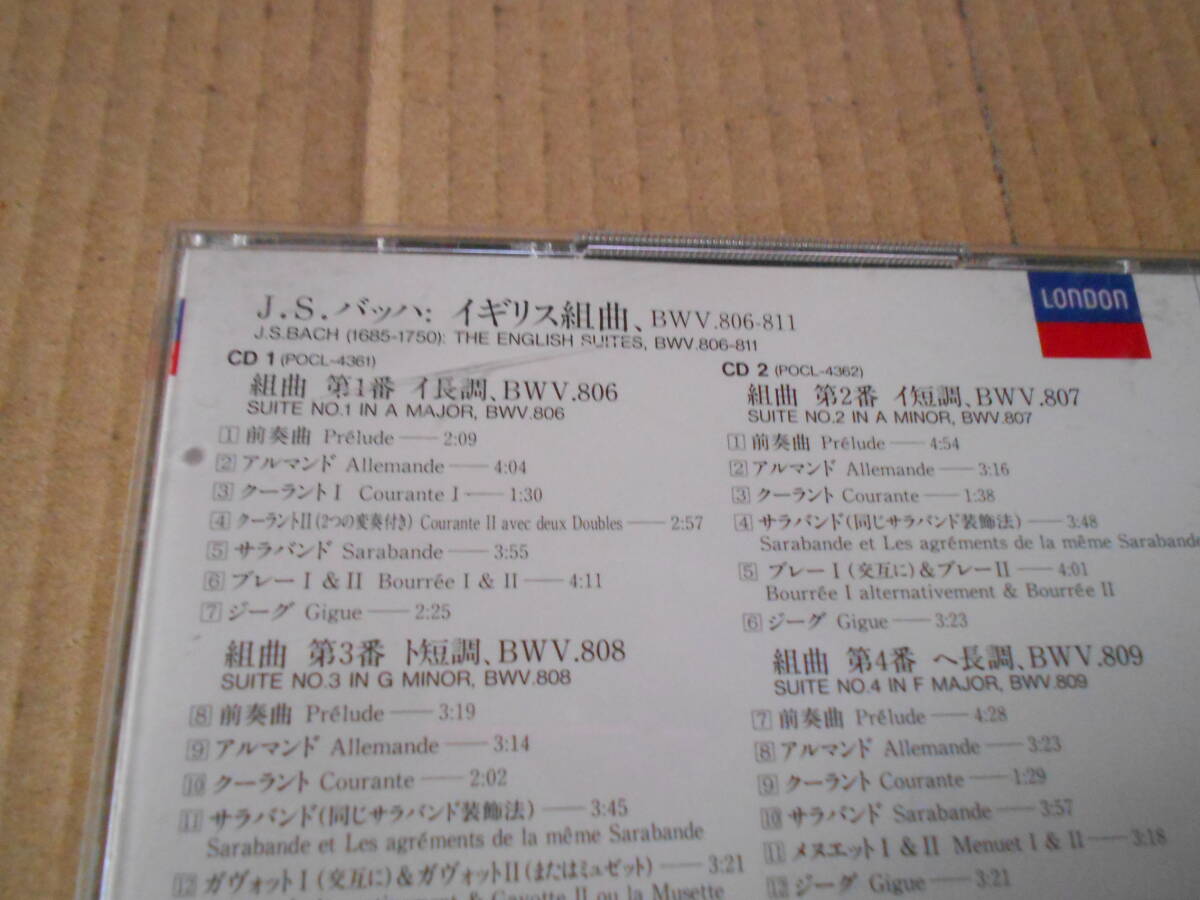 J.S.バッハ: イギリス組曲、BWV.806-811
J.S.BACH (1685-1750): THE ENGLISH SUITES, BWV.806-811
LONDON
CD 1 (POCL-4361)
組曲 第1番 イ長調、BWV.806
SUITE NO.1 IN A MAJOR, BWV.806
1 前奏曲 Prélude — 2:09
2 アルマンド Allemande — 4:04
3 クーラントI Courante I — 1:30
4 クーラントII(2つの変奏付き) Courante II avec deux Doubles — 2:57
5 サラバンド Sarabande — 3:55
6 ブレーI & II Bourrée I & II — 4:11
7 ジーグ Gigue — 2:25
組曲 第3番 ト短調、BWV.808
SUITE NO.3 IN G MINOR, BWV.808
8 前奏曲 Prélude — 3:19
9 アルマンド Allemande — 3:14
10 クーラント Courante — 2:02
11 サラバンド(同じサラバンド装飾法) — 3:45
Sarabande et Les agréments de la même Sarabande
12 ガヴォットI(交互に)&ガヴォットII(またはミュゼット) — 3:21
& Gavotte II ou la Musette
CD 2 (POCL-4362)
組曲 第2番 イ短調、BWV.807
SUITE NO.2 IN A MINOR, BWV.807
1 前奏曲 Prélude — 4:54
2 アルマンド Allemande — 3:16
3 クーラント Courante — 1:38
4 サラバンド(同じサラバンド装飾法) — 3:48
Sarabande et Les agréments de la même Sarabande
5 ブレーI(交互に)&ブレーII — 4:01
Bourrée I alternativement & Bourrée II
6 ジーグ Gigue — 3:23
組曲 第4番 ヘ長調、BWV.809
SUITE NO.4 IN F MAJOR, BWV.809
7 前奏曲 Prélude — 4:28
8 アルマンド Allemande — 3:23
9 クーラント Courante — 1:29
10 サラバンド Sarabande — 3:57
11 メヌエットI & II Menuet I & II — 3:18
12 ジーグ Gigue — 3:21